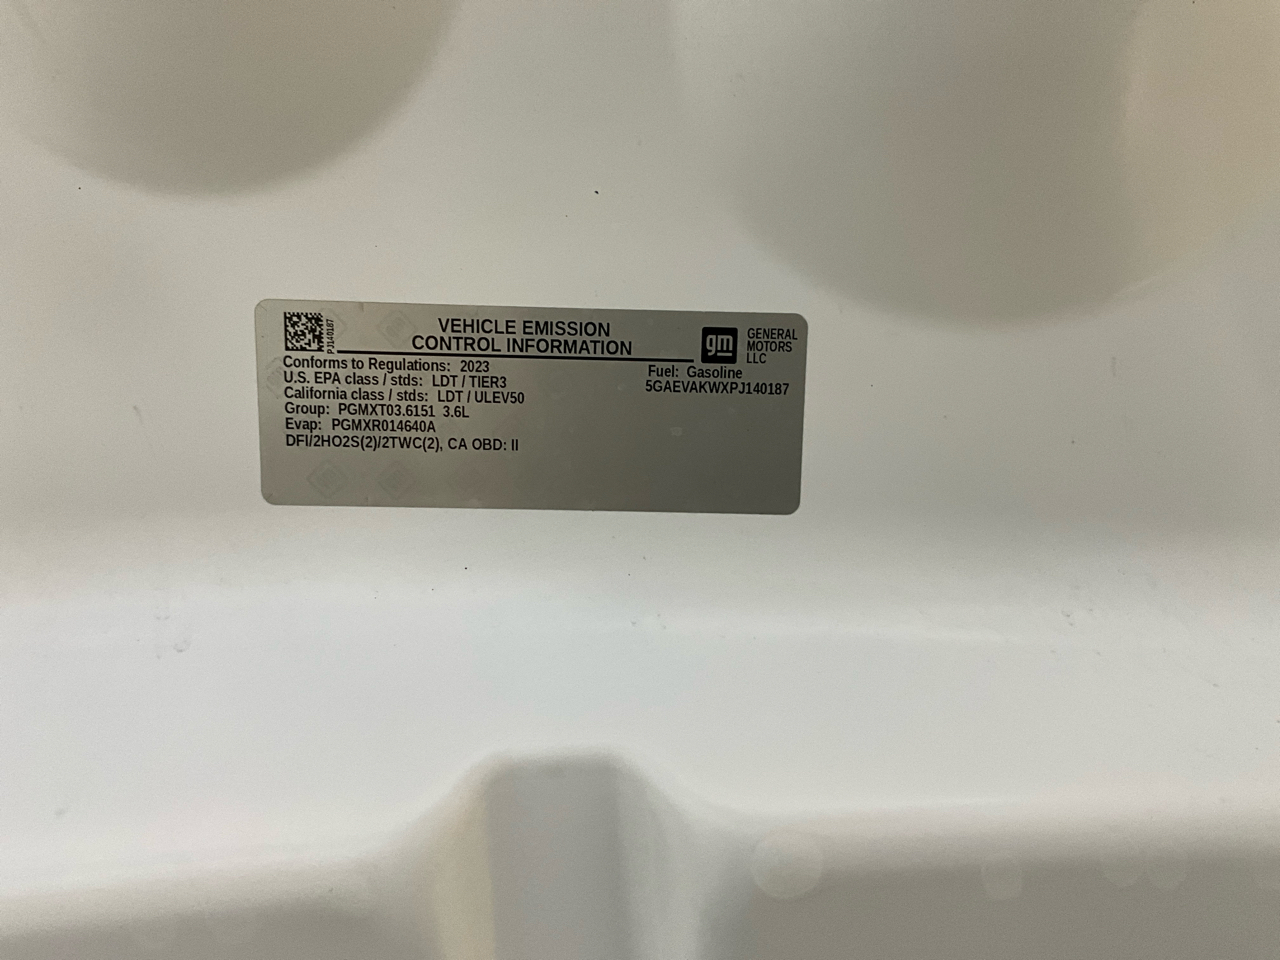 PJ140187
VEHICLE EMISSION
CONTROL INFORMATION
gm
GENERAL
MOTORS
LLC
Conforms to Regulations: 2023
U.S. EPA class / stds: LDT / TIER3
California class / stds: LDT / ULEV50
Group: PGMXT03.6151 3.6L
Evap: PGMXR014640A
DFI/2HO2S(2)/2TWC(2), CA OBD: II
Fuel: Gasoline
5GAEVAKWXPJ140187